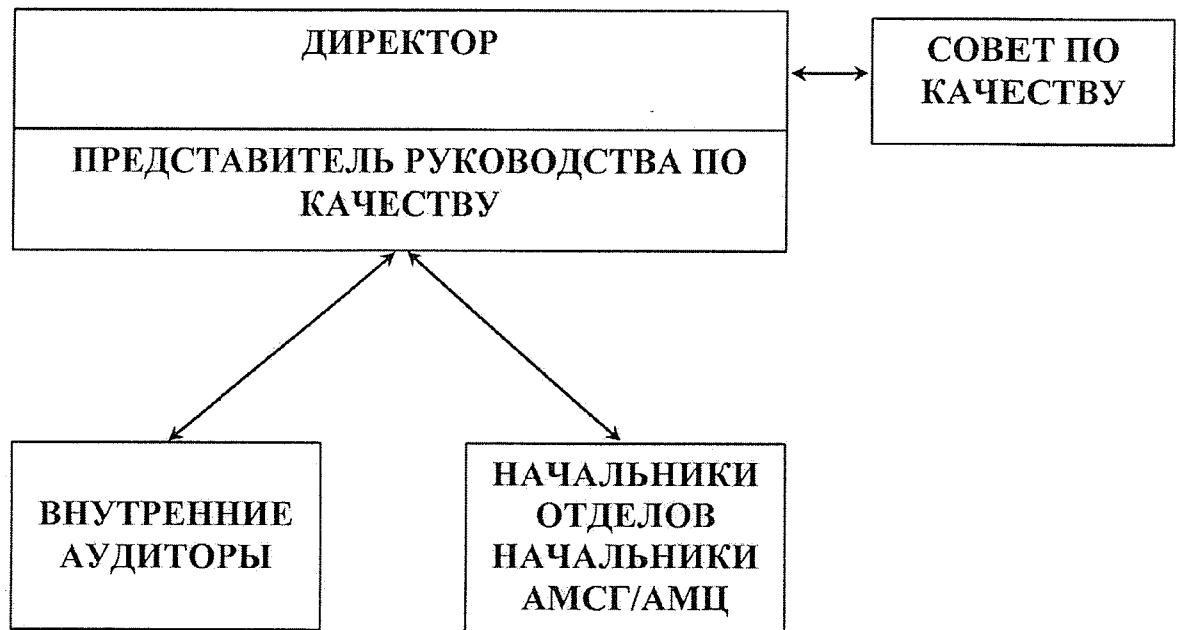 ДИРЕКТОР
ПРЕДСТАВИТЕЛЬ РУКОВОДСТВА ПО
КАЧЕСТВУ
СОВЕТ ПО
КАЧЕСТВУ
ВНУТРЕННИЕ
АУДИТОРЫ
НАЧАЛЬНИКИ
ОТДЕЛОВ
НАЧАЛЬНИКИ
АМСГ/АМЦ